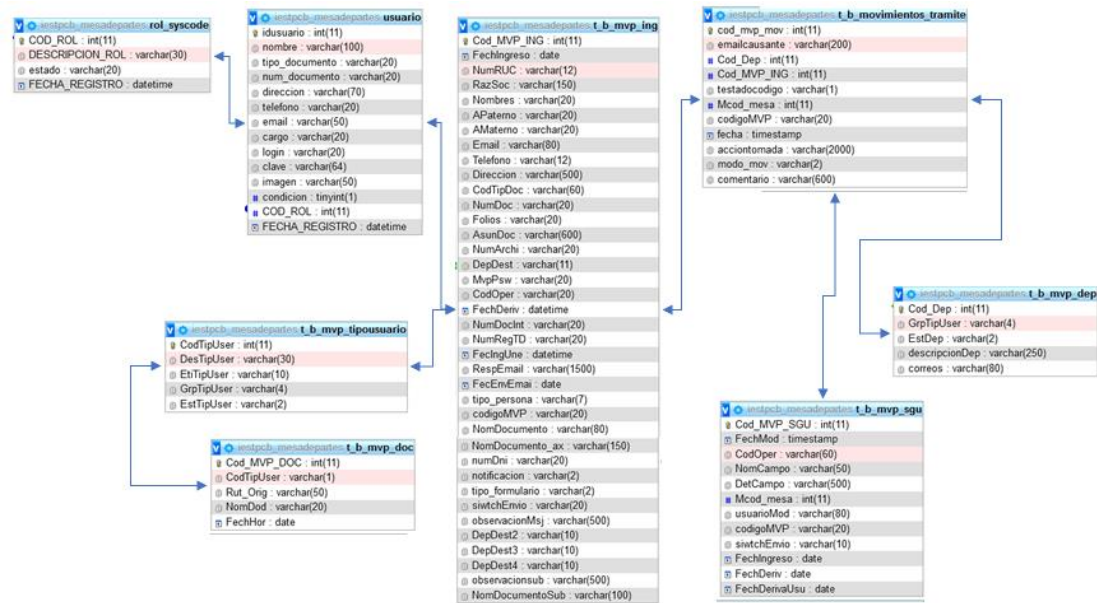 iestpcb_mesadepartes rol_syscode
COD_ROL : int(11)
DESCRIPCION_ROL : varchar(30)
estado : varchar(20)
FECHA_REGISTRO : datetime
iestpcb_mesadepartes usuario
idusuario : int(11)
nombre : varchar(100)
tipo_documento : varchar(20)
num_documento : varchar(20)
direccion : varchar(70)
telefono : varchar(20)
email : varchar(50)
cargo : varchar(20)
login : varchar(20)
clave : varchar(64)
imagen : varchar(50)
condicion : tinyint(1)
COD_ROL : int(11)
FECHA_REGISTRO : datetime
iestpcb_mesadepartes t_b_mvp_ing
Cod_MVP_ING : int(11)
FechIngreso : date
NumRUC : varchar(12)
RazSoc : varchar(150)
Nombres : varchar(20)
APaterno : varchar(20)
AMaterno : varchar(20)
Email : varchar(80)
Telefono : varchar(12)
Direccion : varchar(500)
CodTipDoc : varchar(60)
NumDoc : varchar(20)
Folios : varchar(20)
AsunDoc : varchar(600)
NumArchi : varchar(20)
DepDest : varchar(11)
MvpPsw : varchar(20)
CodOper : varchar(20)
FechDeriv : datetime
NumDocInt : varchar(20)
NumRegTD : varchar(20)
FecIngUne : datetime
RespEmail : varchar(1500)
FecEnvEmai : date
tipo_persona : varchar(7)
codigoMVP : varchar(20)
NomDocumento : varchar(80)
NomDocumento_ax : varchar(150)
numDni : varchar(20)
notificacion : varchar(2)
tipo_formulario : varchar(2)
siwtchEnvio : varchar(20)
observacionMsj : varchar(500)
DepDest2 : varchar(10)
DepDest3 : varchar(10)
DepDest4 : varchar(10)
observacionsub : varchar(500)
NomDocumentoSub : varchar(100)
iestpcb_mesadepartes t_b_movimientos_tramite
cod_mvp_mov : int(11)
emailcausante : varchar(200)
Cod_Dep : int(11)
Cod_MVP_ING : int(11)
testadocodigo : varchar(1)
Mcod_mesa : int(11)
codigoMVP : varchar(20)
fecha : timestamp
acciontomada : varchar(2000)
modo_mov : varchar(2)
comentario : varchar(600)
iestpcb_mesadepartes t_b_mvp_dep
Cod_Dep : int(11)
GrpTipUser : varchar(4)
EstDep : varchar(2)
descripcionDep : varchar(250)
correos : varchar(80)
iestpcb_mesadepartes t_b_mvp_tipousuario
CodTipUser : int(11)
DesTipUser : varchar(30)
EtiTipUser : varchar(10)
GrpTipUser : varchar(4)
EstTipUser : varchar(2)
iestpcb_mesadepartes t_b_mvp_doc
Cod_MVP_DOC : int(11)
CodTipUser : varchar(1)
Rut_Orig : varchar(50)
NomDod : varchar(20)
FechHor : date
iestpcb_mesadepartes t_b_mvp_sgu
Cod_MVP_SGU : int(11)
FechMod : timestamp
CodOper : varchar(60)
NomCampo : varchar(50)
DetCampo : varchar(500)
Mcod_mesa : int(11)
usuarioMod : varchar(80)
codigoMVP : varchar(20)
siwtchEnvio : varchar(10)
FechIngreso : date
FechDeriv : date
FechDerivaUsu : date